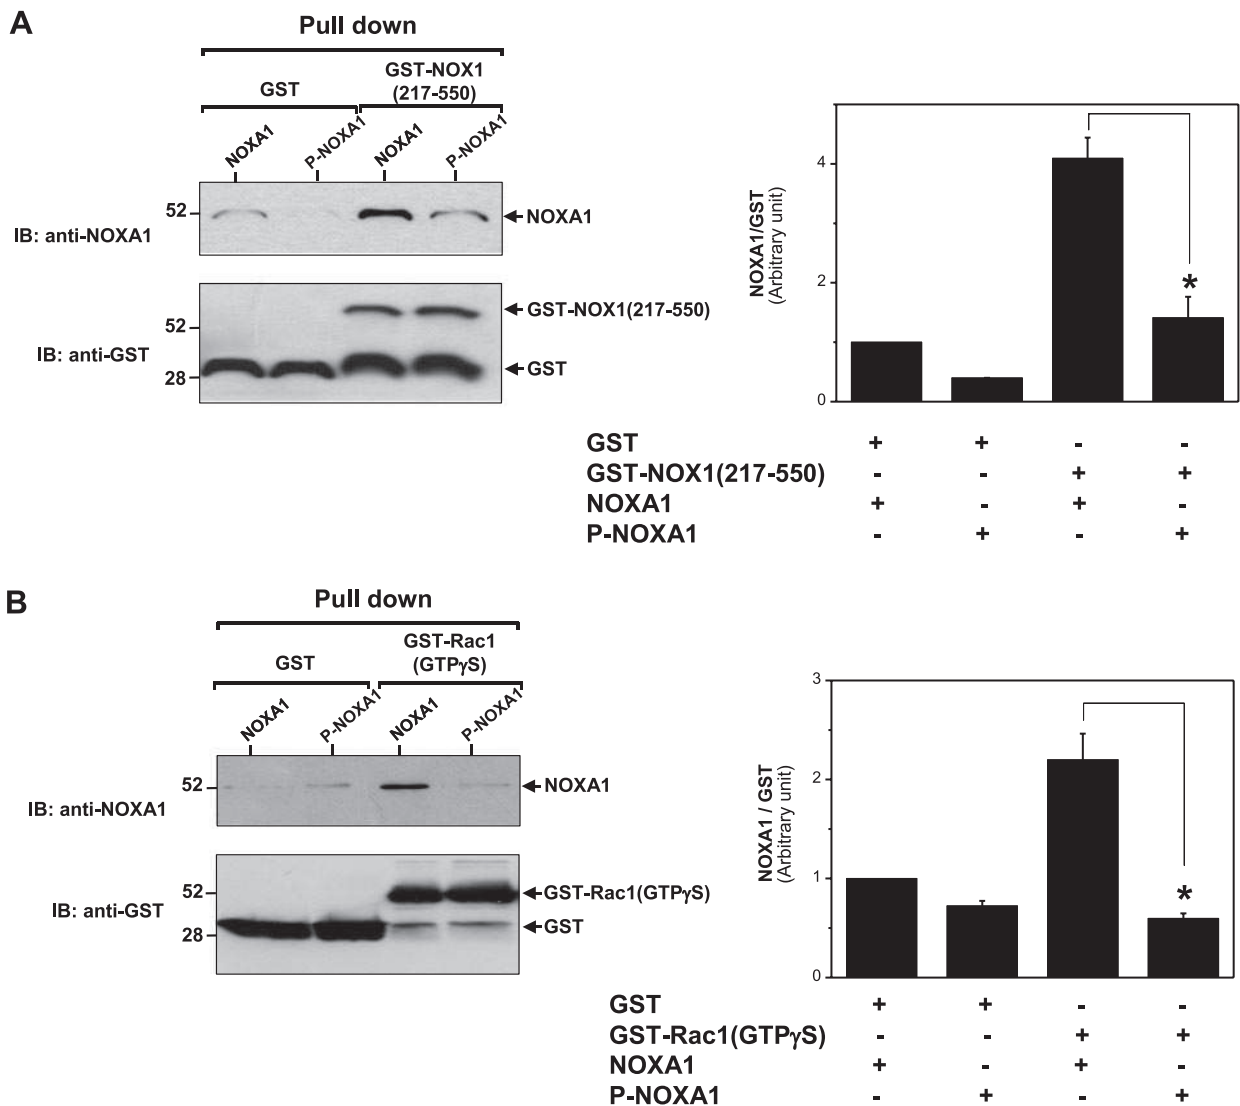 A
Pull down
GST
GST-NOX1
(217-550)
NOXA1
P-NOXA1
NOXA1
P-NOXA1
52
NOXA1
IB: anti-NOXA1
GST-NOX1(217-550)
52
IB: anti-GST
GST
28
NOXA1/GST
(Arbitrary unit)
4
2
0
*
GST + + - -
GST-NOX1(217-550) - - + +
NOXA1 + - + -
P-NOXA1 - + - +
B
Pull down
GST
GST-Rac1
(GTPγS)
NOXA1
P-NOXA1
NOXA1
P-NOXA1
52
NOXA1
IB: anti-NOXA1
52
GST-Rac1(GTPγS)
IB: anti-GST
GST
28
NOXA1 / GST
(Arbitrary unit)
3
2
1
0
*
GST + + - -
GST-Rac1(GTPγS) - - + +
NOXA1 + - + -
P-NOXA1 - + - +